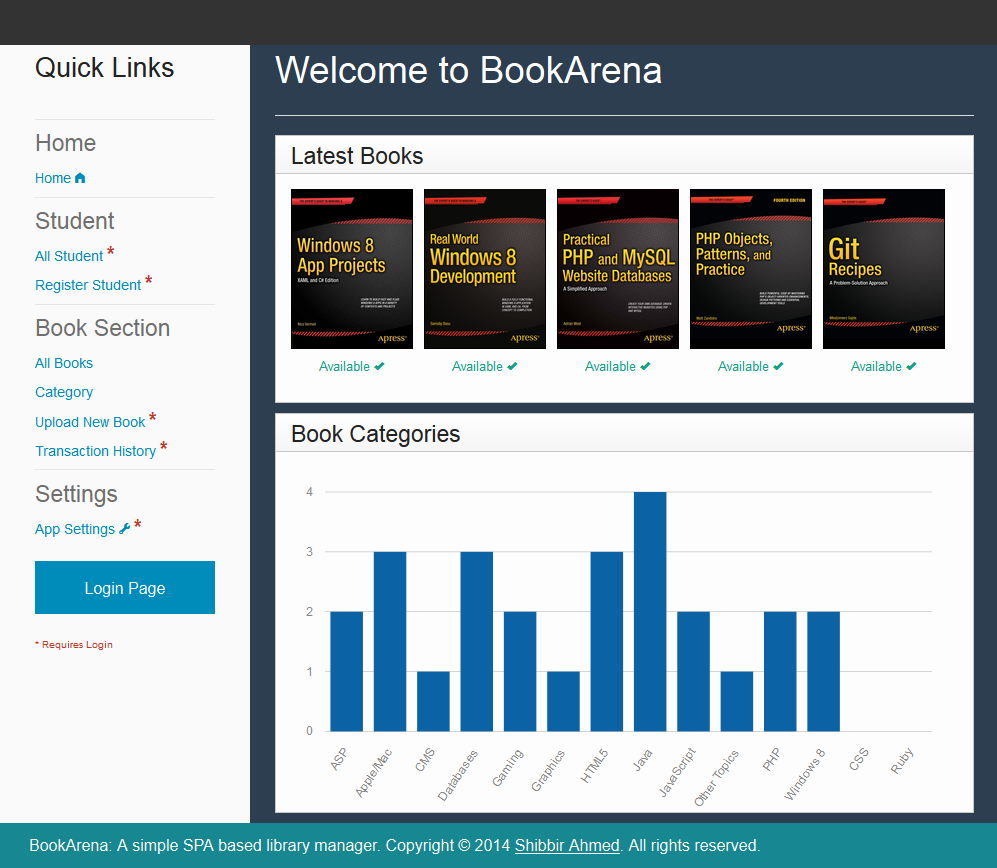 Quick Links
Home
Home
Student
All Student *
Register Student *
Book Section
All Books
Category
Upload New Book *
Transaction History *
Settings
App Settings *
Login Page
* Requires Login
Welcome to BookArena
Latest Books
Windows 8
App Projects
XAML and C# Edition
Apress®
Available
Real World
Windows 8
Development
Apress®
Available
Practical
PHP and MySQL
Website Databases
A Simplified Approach
Apress®
Available
FOURTH EDITION
PHP Objects,
Patterns, and
Practice
Apress®
Available
Git
Recipes
A Problem-Solution Approach
Apress®
Available
Book Categories
4
3
2
1
0
ASP
Apple/Mac
CMS
Databases
Gaming
Graphics
HTML5
Java
JavaScript
Other Topics
PHP
Windows 8
CSS
Ruby
BookArena: A simple SPA based library manager. Copyright © 2014 Shibbir Ahmed. All rights reserved.